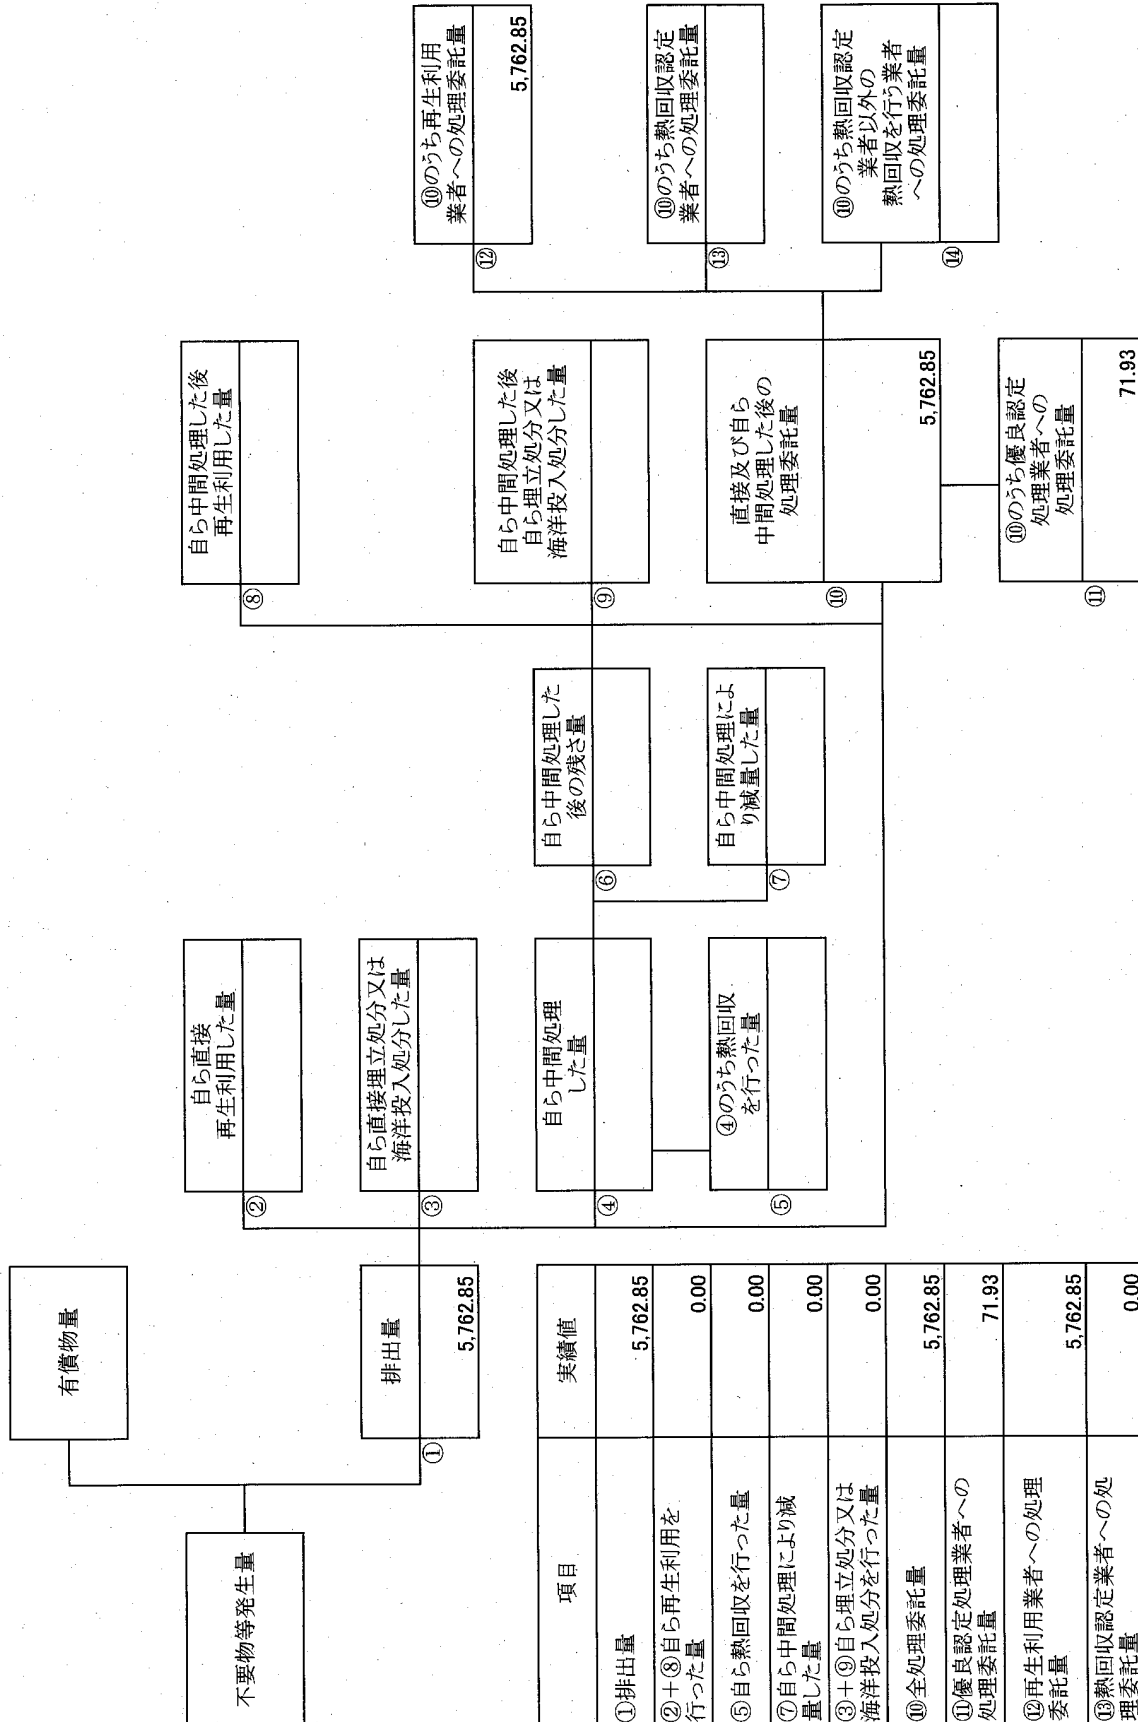 不要物等発生量
有償物量
排出量
①
5,762.85
自ら直接
再生利用した量
②
自ら直接埋立処分又は
海洋投入処分した量
③
自ら中間処理
した量
④
④のうち熱回収
を行った量
⑤
自ら中間処理した
後の残さ量
⑥
自ら中間処理によ
り減量した量
⑦
自ら中間処理した後
再生利用した量
⑧
自ら中間処理した後
自ら埋立処分又は
海洋投入処分した量
⑨
直接及び自ら
中間処理した後の
処理委託量
⑩
5,762.85
⑩のうち優良認定
処理業者への
処理委託量
⑪
71.93
⑩のうち再生利用
業者への処理委託量
⑫
5,762.85
⑩のうち熱回収認定
業者への処理委託量
⑬
⑩のうち熱回収認定
業者以外の
熱回収を行う業者
への処理委託量
⑭
項目
実績値
①排出量
5,762.85
②+⑧自ら再生利用を
行った量
0.00
⑤自ら熱回収を行った量
0.00
⑦自ら中間処理により減
量した量
0.00
③+⑨自ら埋立処分又は
海洋投入処分を行った量
0.00
⑩全処理委託量
5,762.85
⑪優良認定処理業者への
処理委託量
71.93
⑫再生利用業者への処理
委託量
5,762.85
⑬熱回収認定業者への処
理委託量
0.00